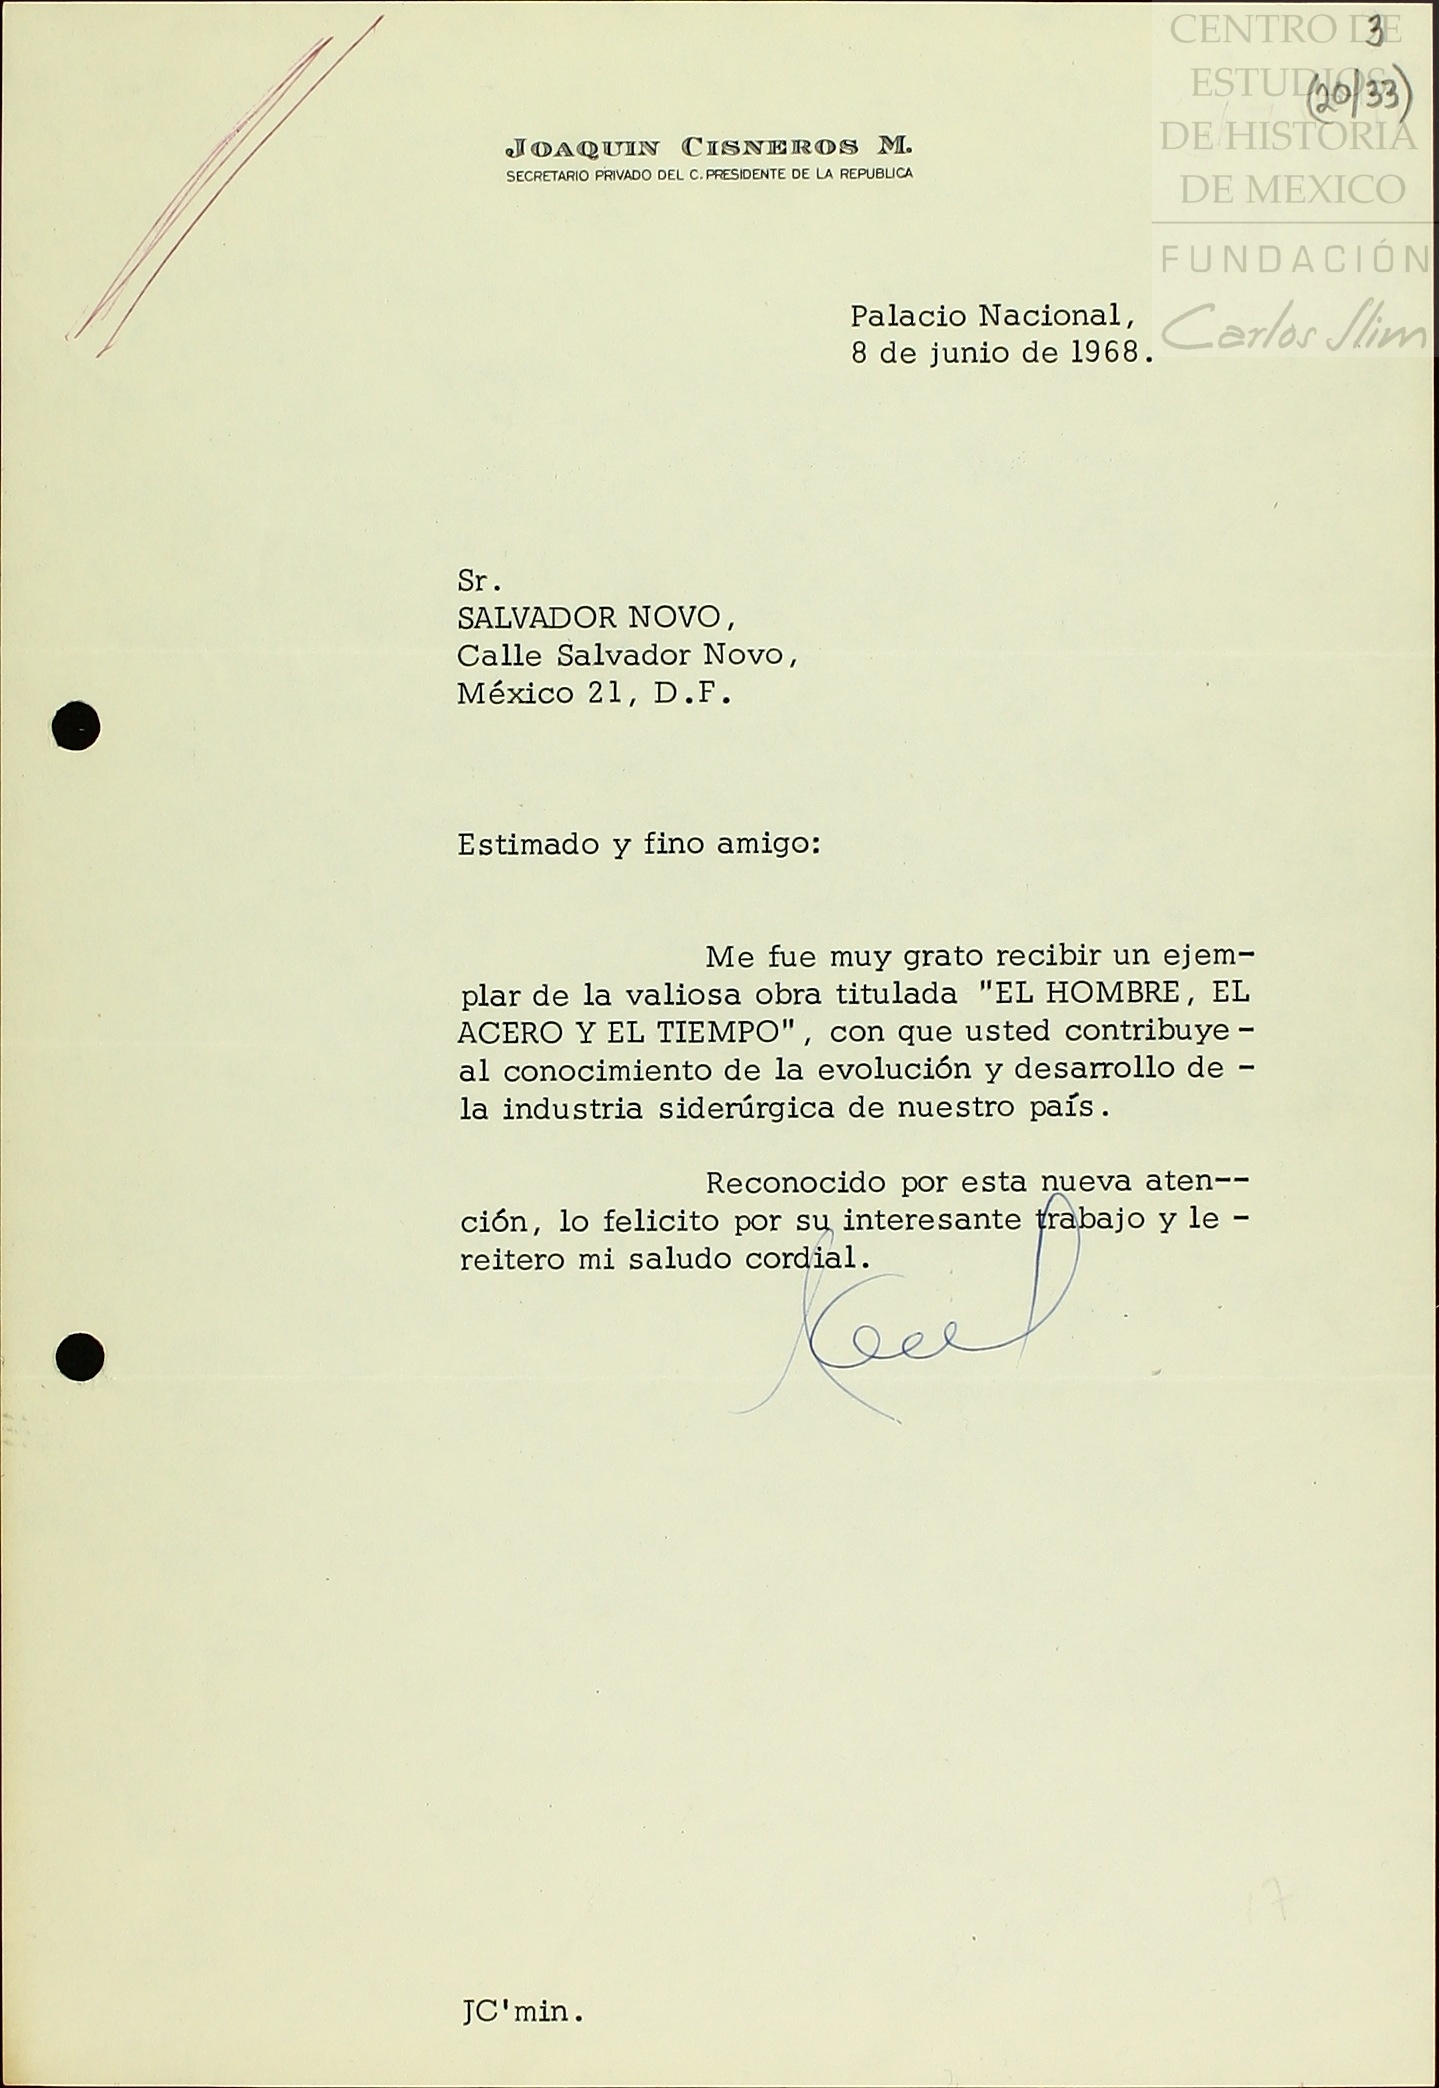 3
(20/33)
CENTRO DE
ESTUDIOS
DE HISTORIA
DE MEXICO
FUNDACIÓN
Carlos Slim
JOAQUIN CISNEROS M.
SECRETARIO PRIVADO DEL C. PRESIDENTE DE LA REPUBLICA
Palacio Nacional,
8 de junio de 1968.
Sr.
SALVADOR NOVO,
Calle Salvador Novo,
México 21, D.F.
Estimado y fino amigo:
Me fue muy grato recibir un ejem-
plar de la valiosa obra titulada "EL HOMBRE, EL
ACERO Y EL TIEMPO", con que usted contribuye -
al conocimiento de la evolución y desarrollo de -
la industria siderúrgica de nuestro país.
Reconocido por esta nueva aten--
ción, lo felicito por su interesante trabajo y le -
reitero mi saludo cordial.
JC'min.